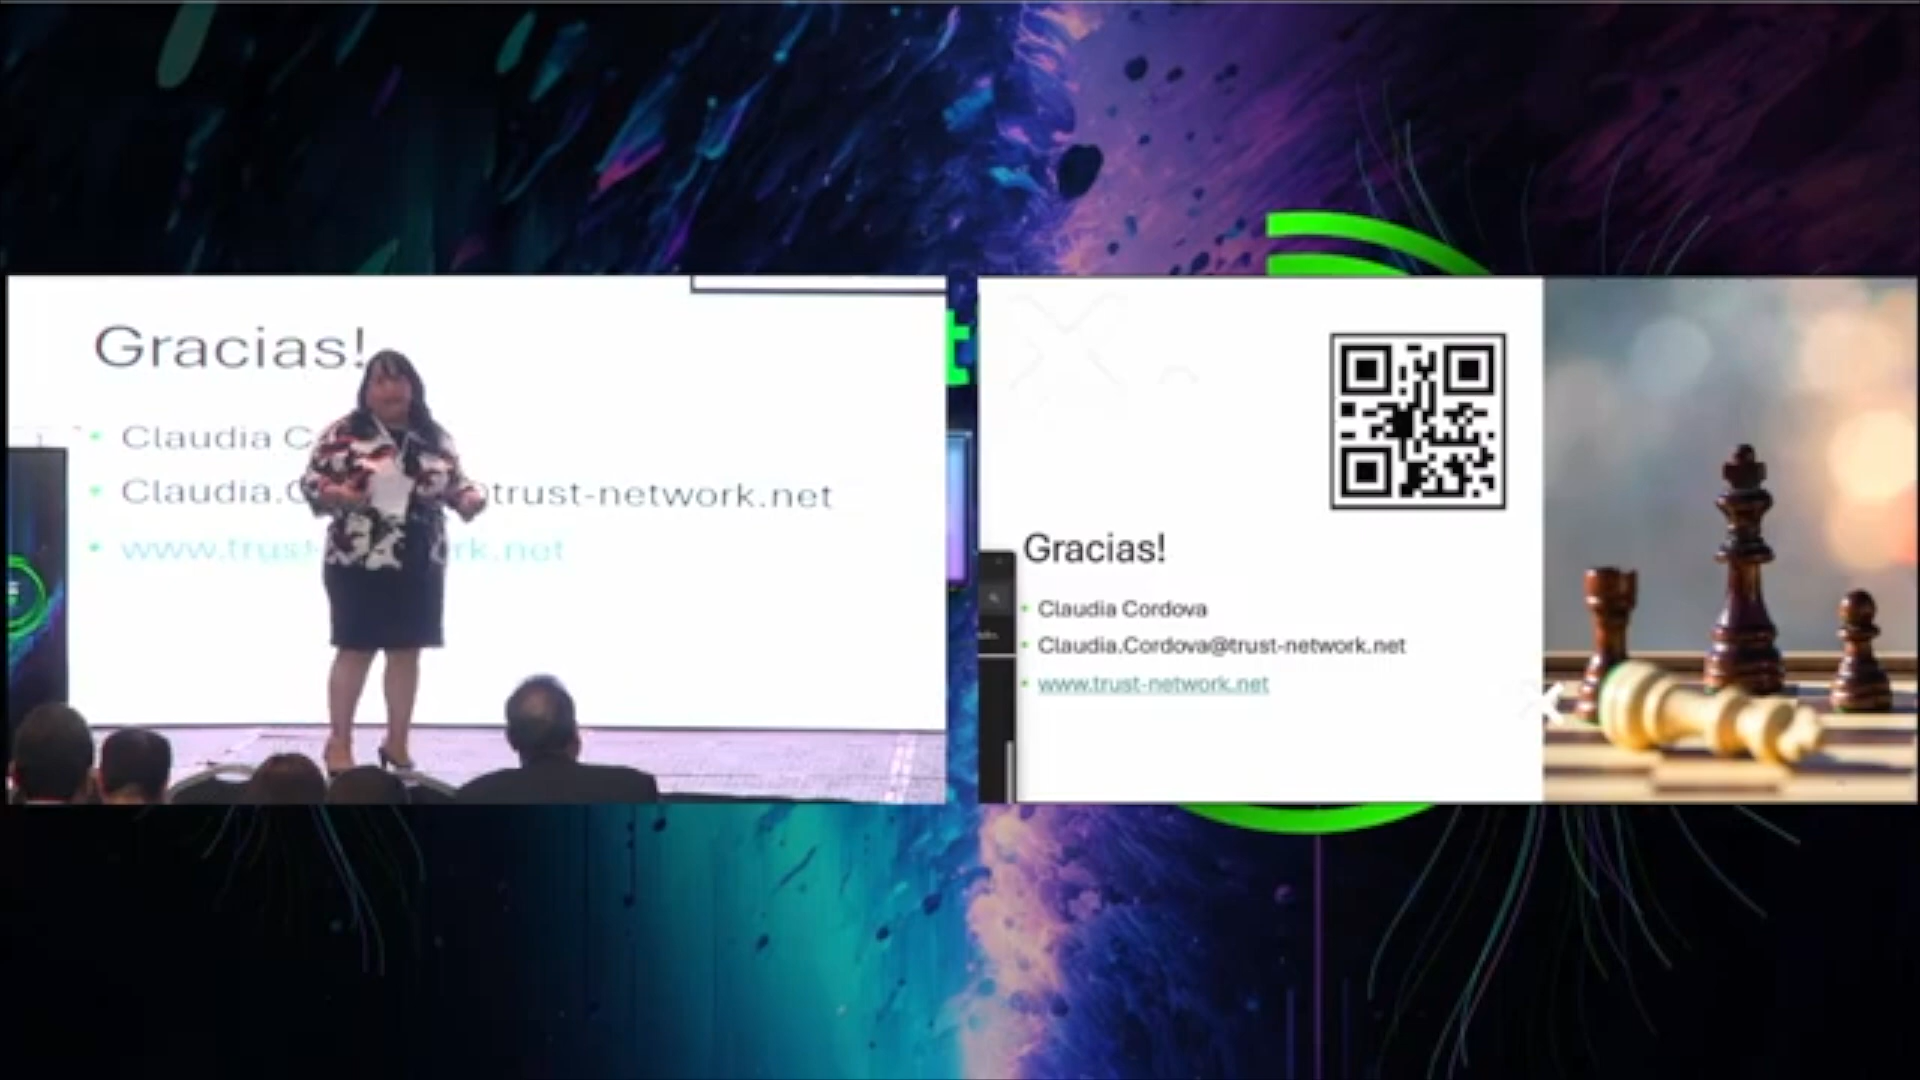 Gracias!
Claudia C
Claudia.C trust-network.net
www.trust- rk.net
t
Gracias!
Claudia Cordova
Claudia.Cordova@trust-network.net
www.trust-network.net